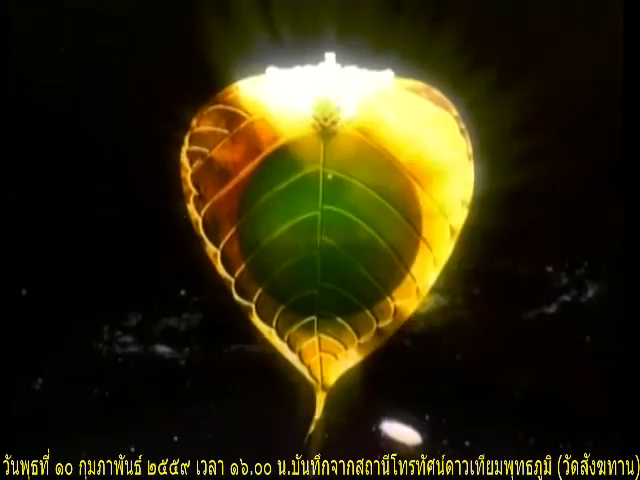 วันพุธที่ ๑๐ กุมภาพันธ์ ๒๕๕๙ เวลา ๑๖.๐๐ น.บันทึกจากสถานีโทรทัศน์ดาวเทียมพุทธภูมิ (วัดสังฆทาน)